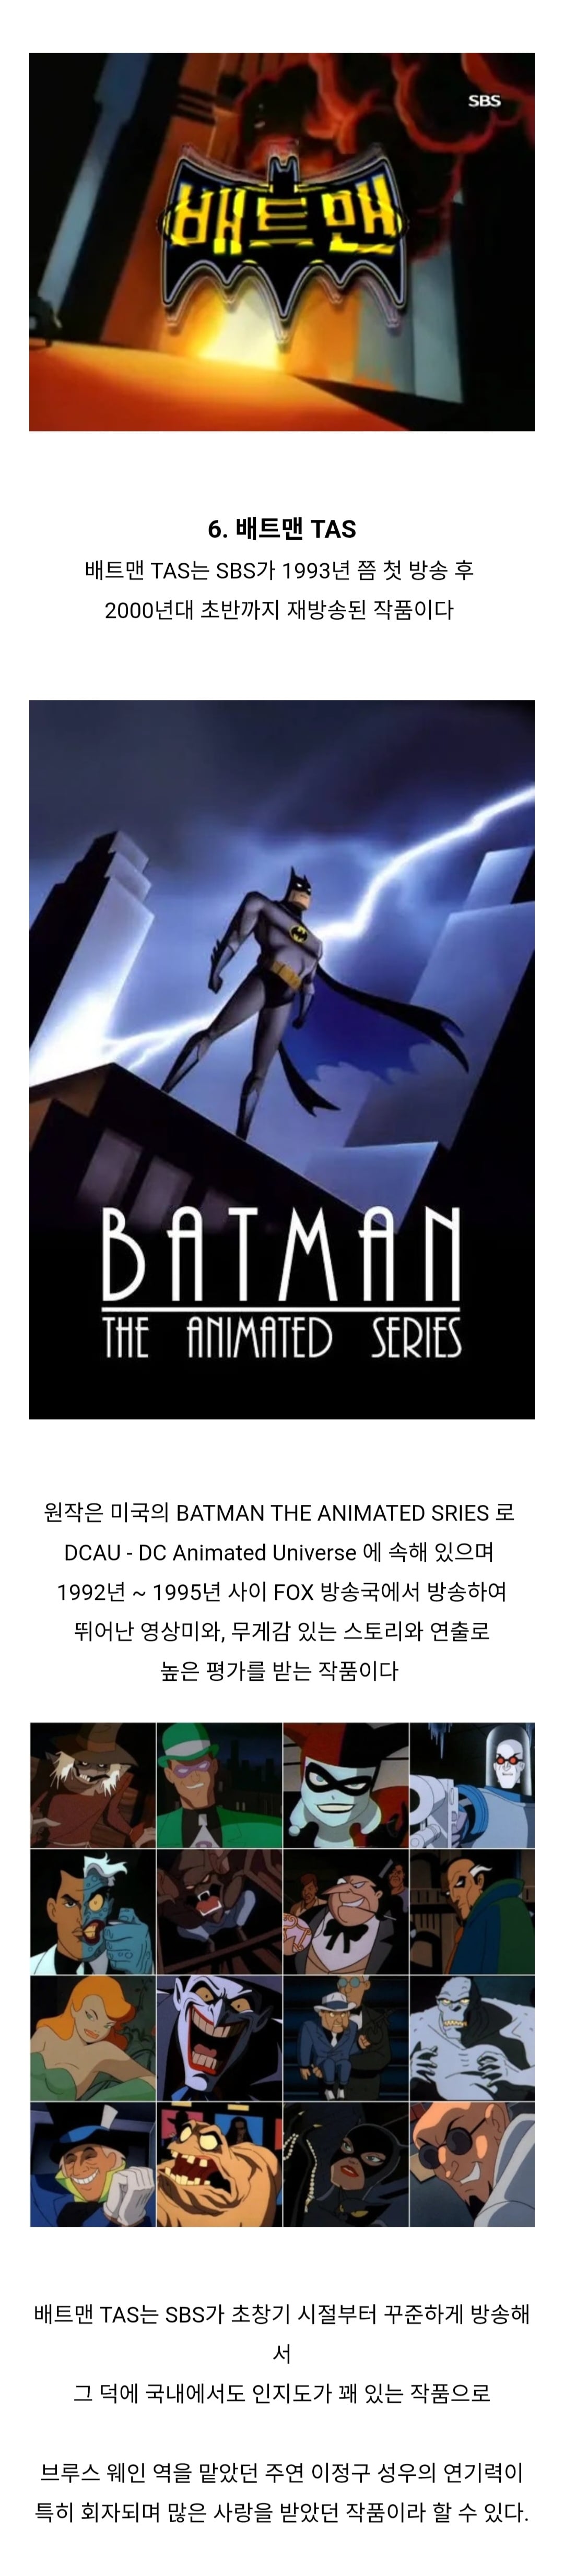 SBS
배트맨
6. 배트맨 TAS
배트맨 TAS는 SBS가 1993년 쯤 첫 방송 후
2000년대 초반까지 재방송된 작품이다
BATMAN
THE ANIMATED SERIES
원작은 미국의 BATMAN THE ANIMATED SRIES 로
DCAU - DC Animated Universe 에 속해 있으며
1992년 ~ 1995년 사이 FOX 방송국에서 방송하여
뛰어난 영상미와, 무게감 있는 스토리와 연출로
높은 평가를 받는 작품이다
배트맨 TAS는 SBS가 초창기 시절부터 꾸준하게 방송해
서
그 덕에 국내에서도 인지도가 꽤 있는 작품으로
브루스 웨인 역을 맡았던 주연 이정구 성우의 연기력이
특히 회자되며 많은 사랑을 받았던 작품이라 할 수 있다.